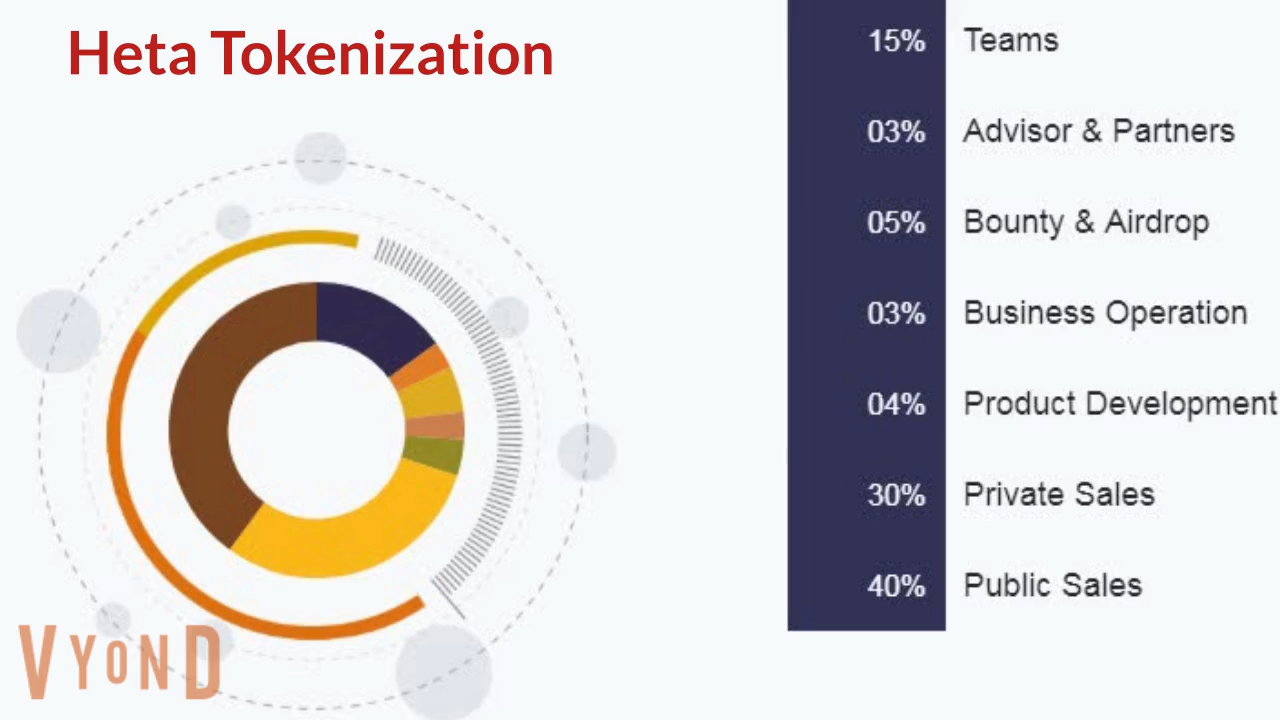 Heta Tokenization
15% Teams
03% Advisor & Partners
05% Bounty & Airdrop
03% Business Operation
04% Product Development
30% Private Sales
40% Public Sales
VYOND